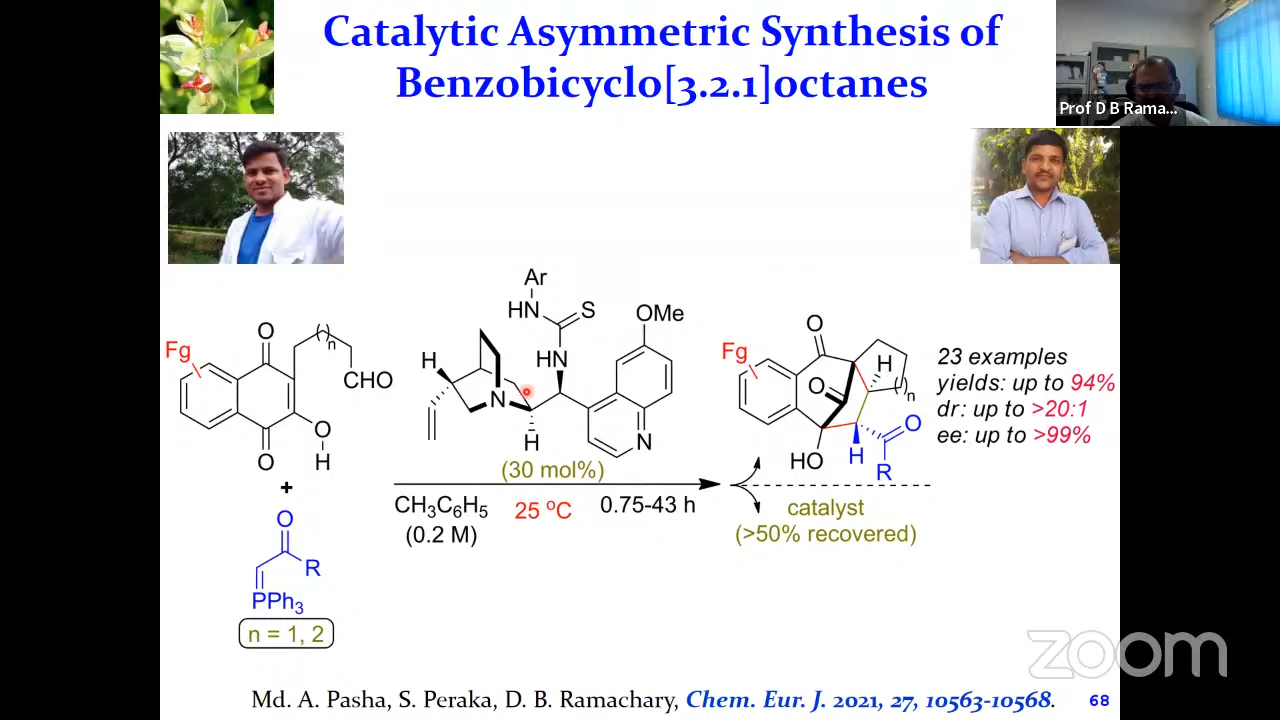 Catalytic Asymmetric Synthesis of
Benzobicyclo[3.2.1]octanes
Prof D B Rama...
Fg
O
O
O
H
( )n
CHO
+
O
R
PPh3
n = 1, 2
Ar
HN
S
HN
OMe
H
N
H
N
(30 mol%)
CH3C6H5
(0.2 M)
25 oC
0.75-43 h
Fg
O
O
H
( )n
HO
H
O
R
catalyst
(>50% recovered)
23 examples
yields: up to 94%
dr: up to >20:1
ee: up to >99%
zoom
Md. A. Pasha, S. Peraka, D. B. Ramachary, Chem. Eur. J. 2021, 27, 10563-10568.
68